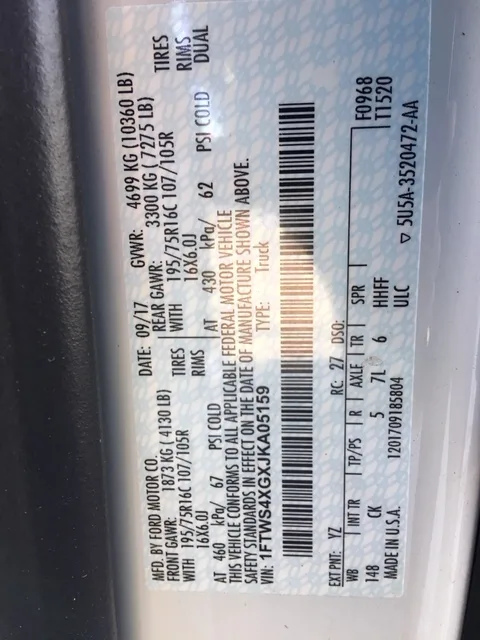 MFD. BY FORD MOTOR CO. DATE: 09/17 GVWR: 4699 KG (10360 LB)
FRONT GAWR: 1873 KG ( 4130 LB) REAR GAWR: 3300 KG ( 7275 LB)
WITH 195/75R16C 107/105R TIRES WITH 195/75R16C 107/105R TIRES
16X6.0J RIMS 16X6.0J RIMS
AT 460 kPa/ 67 PSI COLD AT 430 kPa/ 62 PSI COLD DUAL
THIS VEHICLE CONFORMS TO ALL APPLICABLE FEDERAL MOTOR VEHICLE
SAFETY STANDARDS IN EFFECT ON THE DATE OF MANUFACTURE SHOWN ABOVE.
VIN: 1FTWS4XGXJKA05159 TYPE: Truck
EXT PNT: YZ RC: 27 DSO: F0968
WB INT TR TP/PS R AXLE TR SPR TT520
148 CK 5 7L 6 HHFF
MADE IN U.S.A. 1201709185804 ULC
▽ 5U5A-3520472-AA